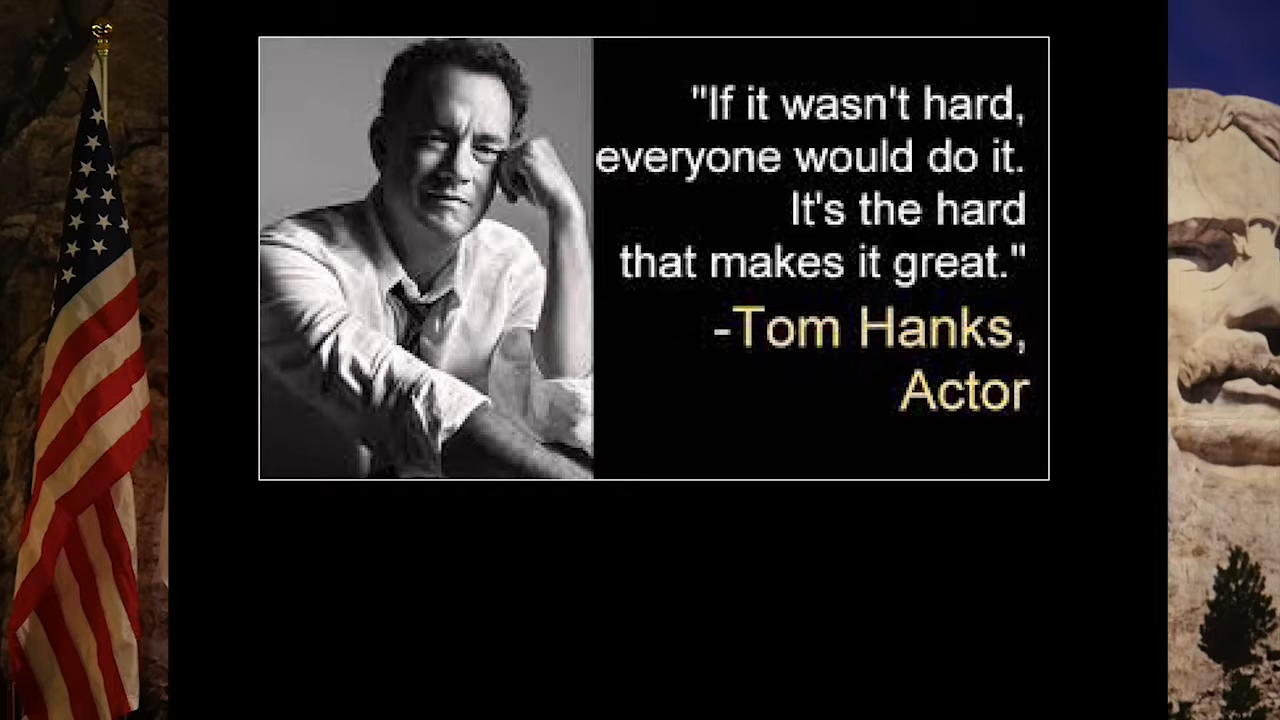 "If it wasn't hard,
everyone would do it.
It's the hard
that makes it great."
-Tom Hanks,
Actor